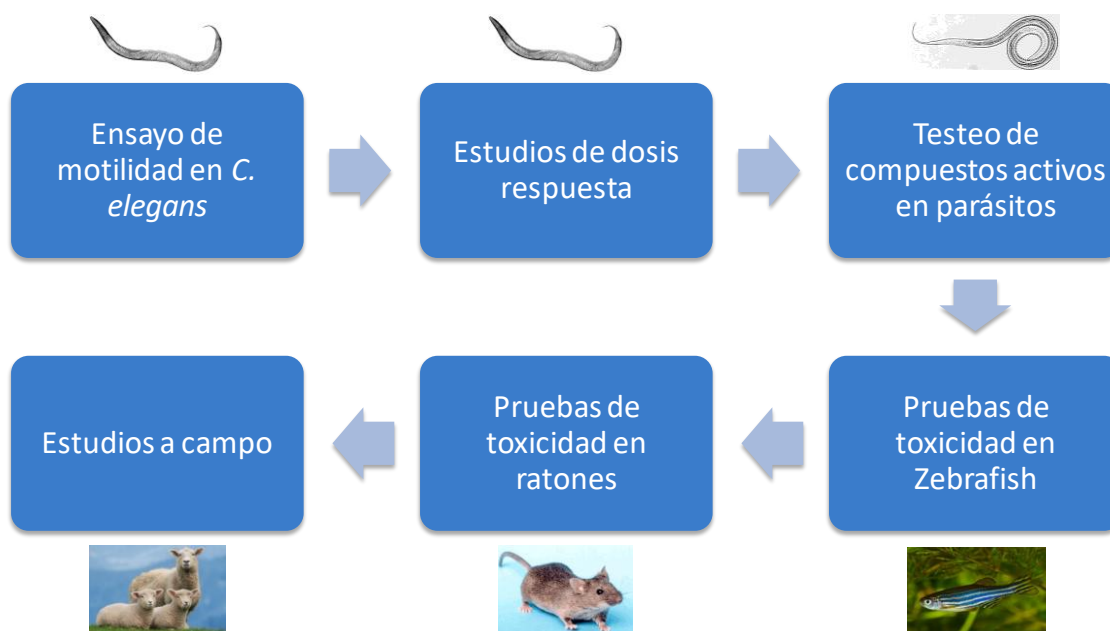 Ensayo de
motilidad en C.
elegans
Estudios de dosis
respuesta
Testeo de
compuestos activos
en parásitos
Pruebas de
toxicidad en
Zebrafish
Pruebas de
toxicidad en
ratones
Estudios a campo